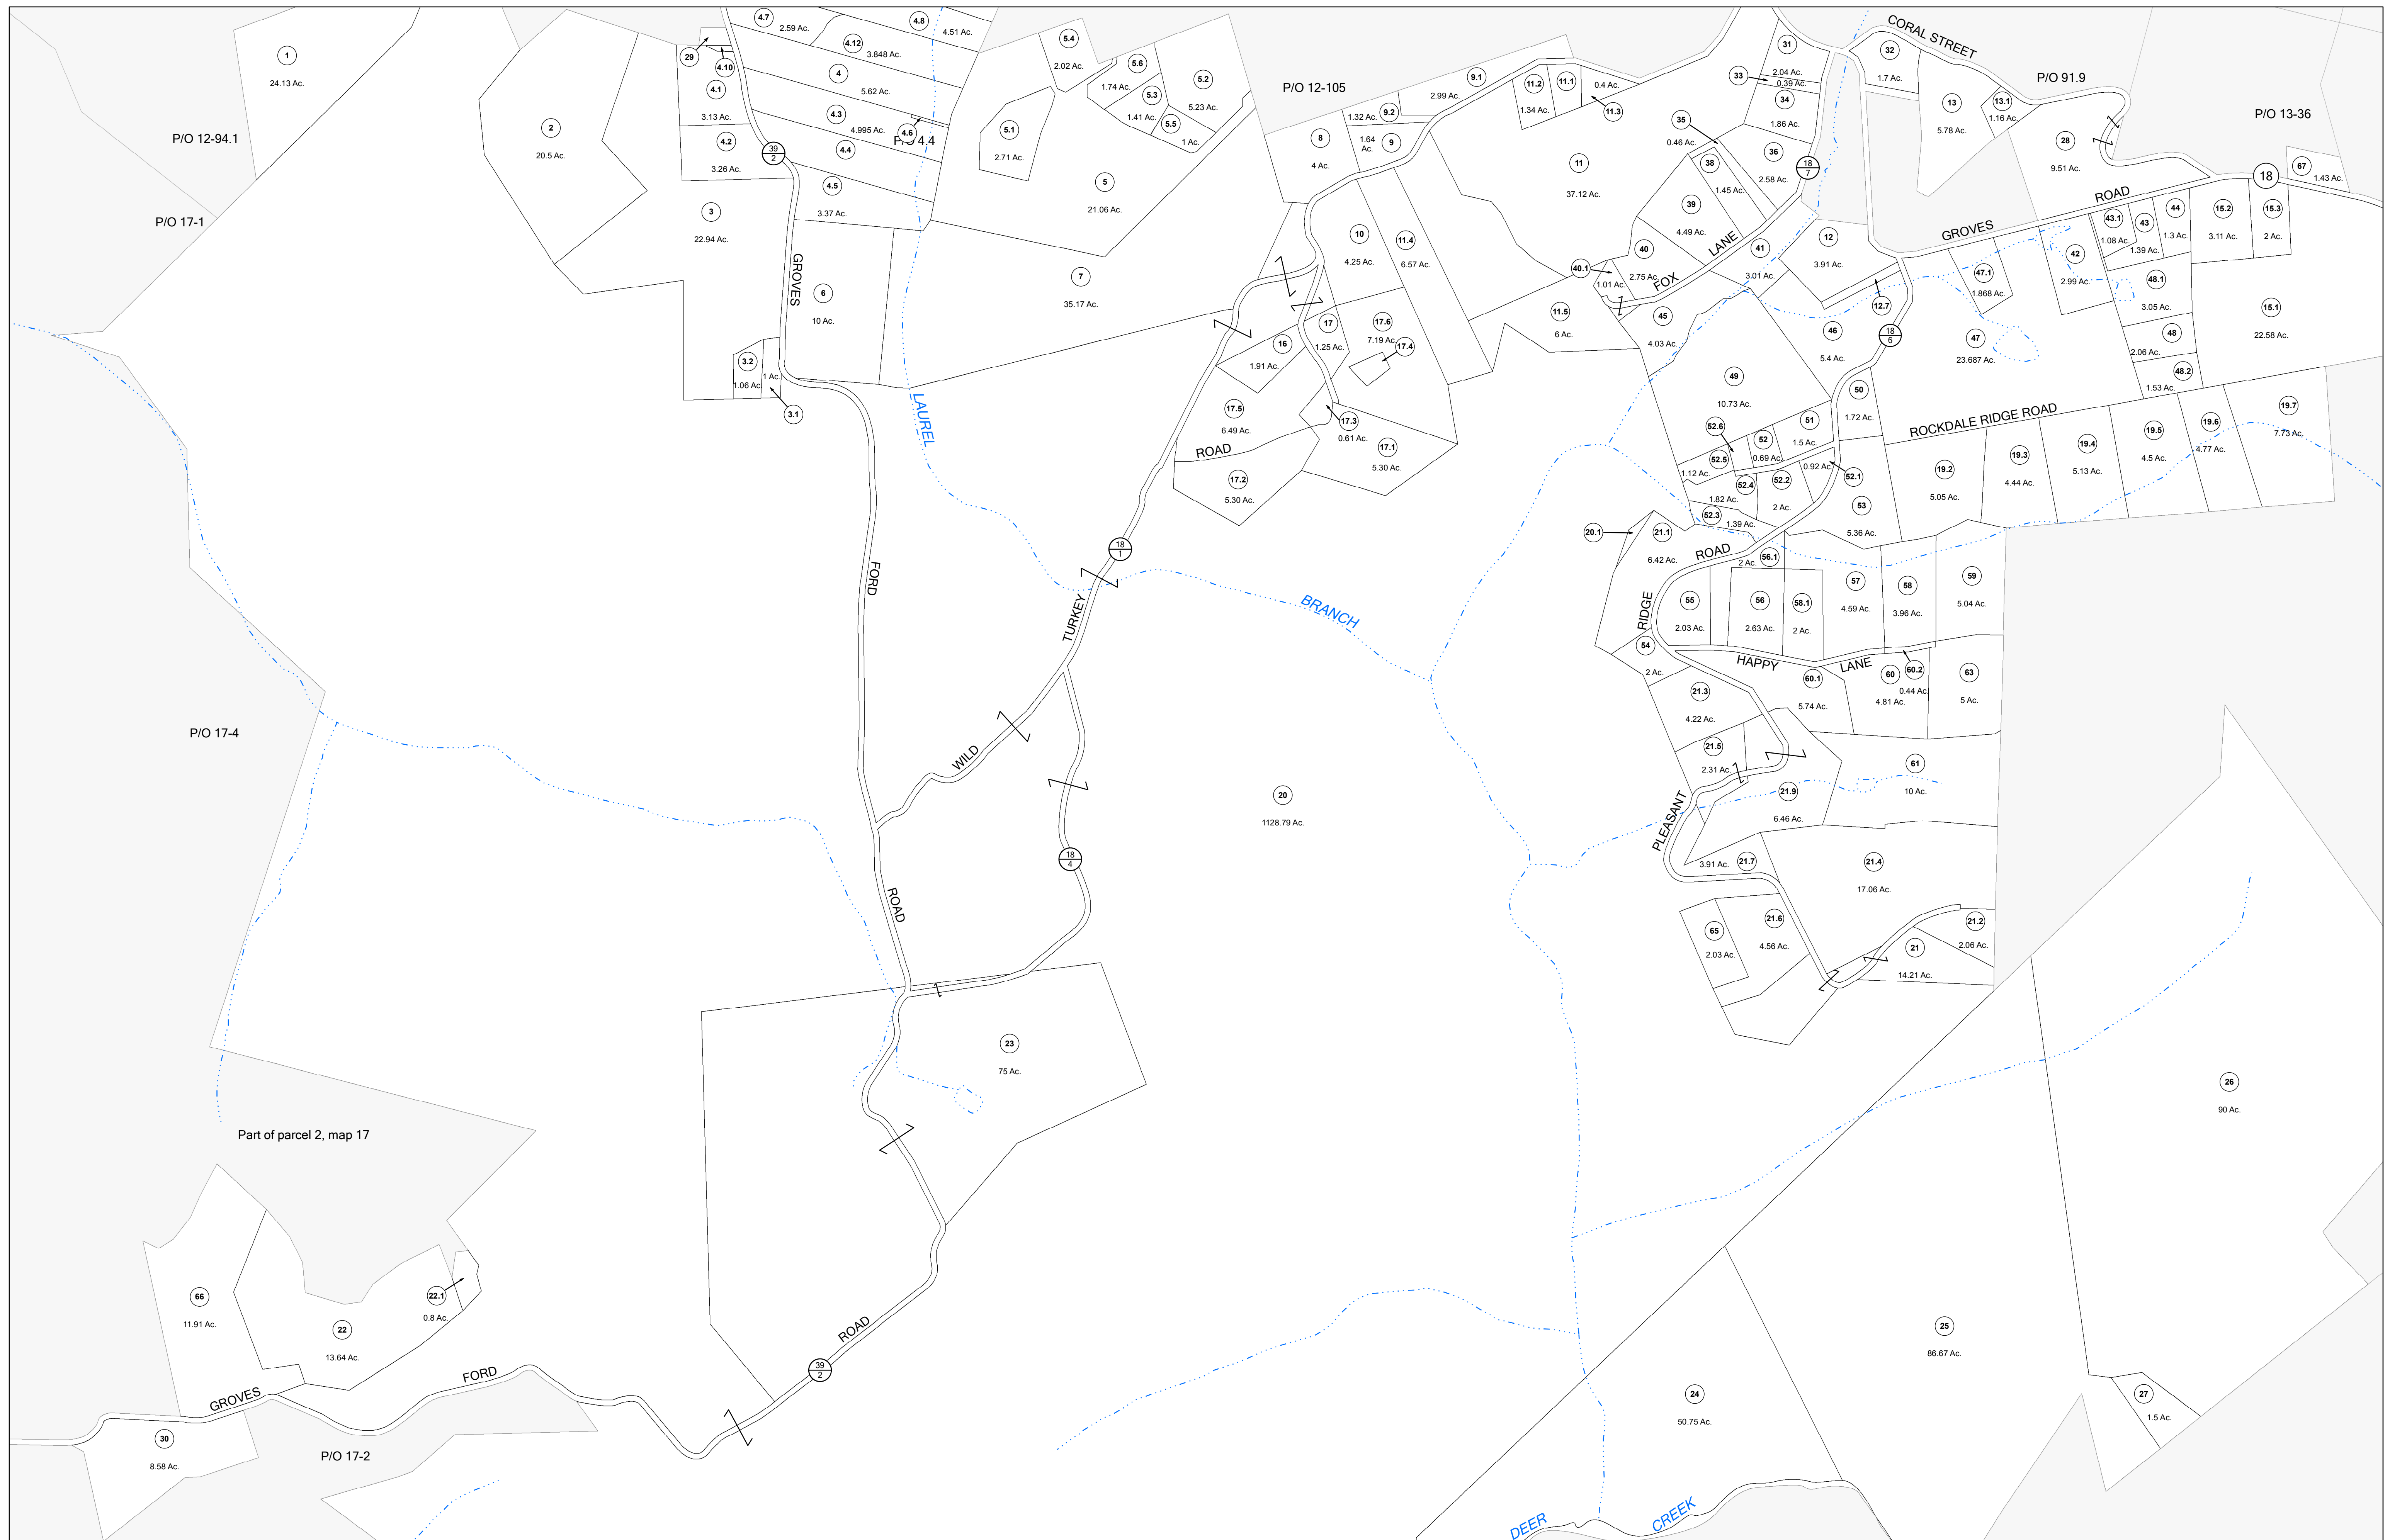 1
24.13 Ac.
P/O 12-94.1
P/O 17-1
2
20.5 Ac.
29
4.10
4.1
3.13 Ac.
4.2
3.26 Ac.
3
22.94 Ac.
3.2
1.06 Ac.
1 Ac.
3.1
4.7
2.59 Ac.
4.8
4.51 Ac.
4.12
3.848 Ac.
4
5.62 Ac.
4.3
4.995 Ac.
4.6
P/O 4.4
4.4
39
2
4.5
3.37 Ac.
GROVES
6
10 Ac.
5.4
2.02 Ac.
5.6
1.74 Ac.
5.3
1.41 Ac.
5.5
1 Ac.
5.2
5.23 Ac.
5.1
2.71 Ac.
5
21.06 Ac.
7
35.17 Ac.
P/O 12-105
8
4 Ac.
9.1
2.99 Ac.
9.2
1.32 Ac.
1.64
Ac.
9
11.2
1.34 Ac.
11.1
0.4 Ac.
11.3
11
37.12 Ac.
10
4.25 Ac.
11.4
6.57 Ac.
11.5
6 Ac.
16
1.91 Ac.
17
1.25 Ac.
17.6
7.19 Ac.
17.4
17.5
6.49 Ac.
ROAD
17.3
0.61 Ac.
17.1
5.30 Ac.
17.2
5.30 Ac.
31
2.04 Ac.
33
0.39 Ac.
34
1.86 Ac.
35
0.46 Ac.
36
2.58 Ac.
38
1.45 Ac.
39
4.49 Ac.
18
7
40
2.75 Ac.
40.1
1.01 Ac.
FOX
LANE
41
3.01 Ac.
12
3.91 Ac.
12.7
CORAL STREET
32
1.7 Ac.
13
5.78 Ac.
13.1
1.16 Ac.
P/O 91.9
28
9.51 Ac.
P/O 13-36
67
1.43 Ac.
18
GROVES
ROAD
43.1
1.08 Ac.
43
1.39 Ac.
44
1.3 Ac.
15.2
3.11 Ac.
15.3
2 Ac.
42
2.99 Ac.
47.1
1.868 Ac.
48.1
3.05 Ac.
48
2.06 Ac.
48.2
1.53 Ac.
15.1
22.58 Ac.
47
23.687 Ac.
18
6
45
4.03 Ac.
46
5.4 Ac.
49
10.73 Ac.
50
1.72 Ac.
51
1.5 Ac.
52.6
52
0.69 Ac.
52.5
1.12 Ac.
52.4
1.82 Ac.
52.2
2 Ac.
0.92 Ac.
52.1
52.3
1.39 Ac.
53
5.36 Ac.
ROCKDALE RIDGE ROAD
19.2
5.05 Ac.
19.3
4.44 Ac.
19.4
5.13 Ac.
19.5
4.5 Ac.
19.6
4.77 Ac.
19.7
7.73 Ac.
20.1
21.1
6.42 Ac.
ROAD
56.1
2 Ac.
RIDGE
55
2.03 Ac.
56
2.63 Ac.
58.1
2 Ac.
57
4.59 Ac.
58
3.96 Ac.
59
5.04 Ac.
54
2 Ac.
HAPPY
LANE
60.1
5.74 Ac.
60
4.81 Ac.
60.2
0.44 Ac.
63
5 Ac.
21.3
4.22 Ac.
21.5
2.31 Ac.
61
10 Ac.
21.9
6.46 Ac.
PLEASANT
3.91 Ac.
21.7
21.4
17.06 Ac.
65
2.03 Ac.
21.6
4.56 Ac.
21.2
2.06 Ac.
21
14.21 Ac.
LAUREL
BRANCH
FORD
18
1
TURKEY
WILD
P/O 17-4
20
1128.79 Ac.
18
4
ROAD
23
75 Ac.
Part of parcel 2, map 17
26
90 Ac.
66
11.91 Ac.
22
13.64 Ac.
22.1
0.8 Ac.
25
86.67 Ac.
24
50.75 Ac.
27
1.5 Ac.
ROAD
39
2
FORD
GROVES
30
8.58 Ac.
P/O 17-2
DEER
CREEK